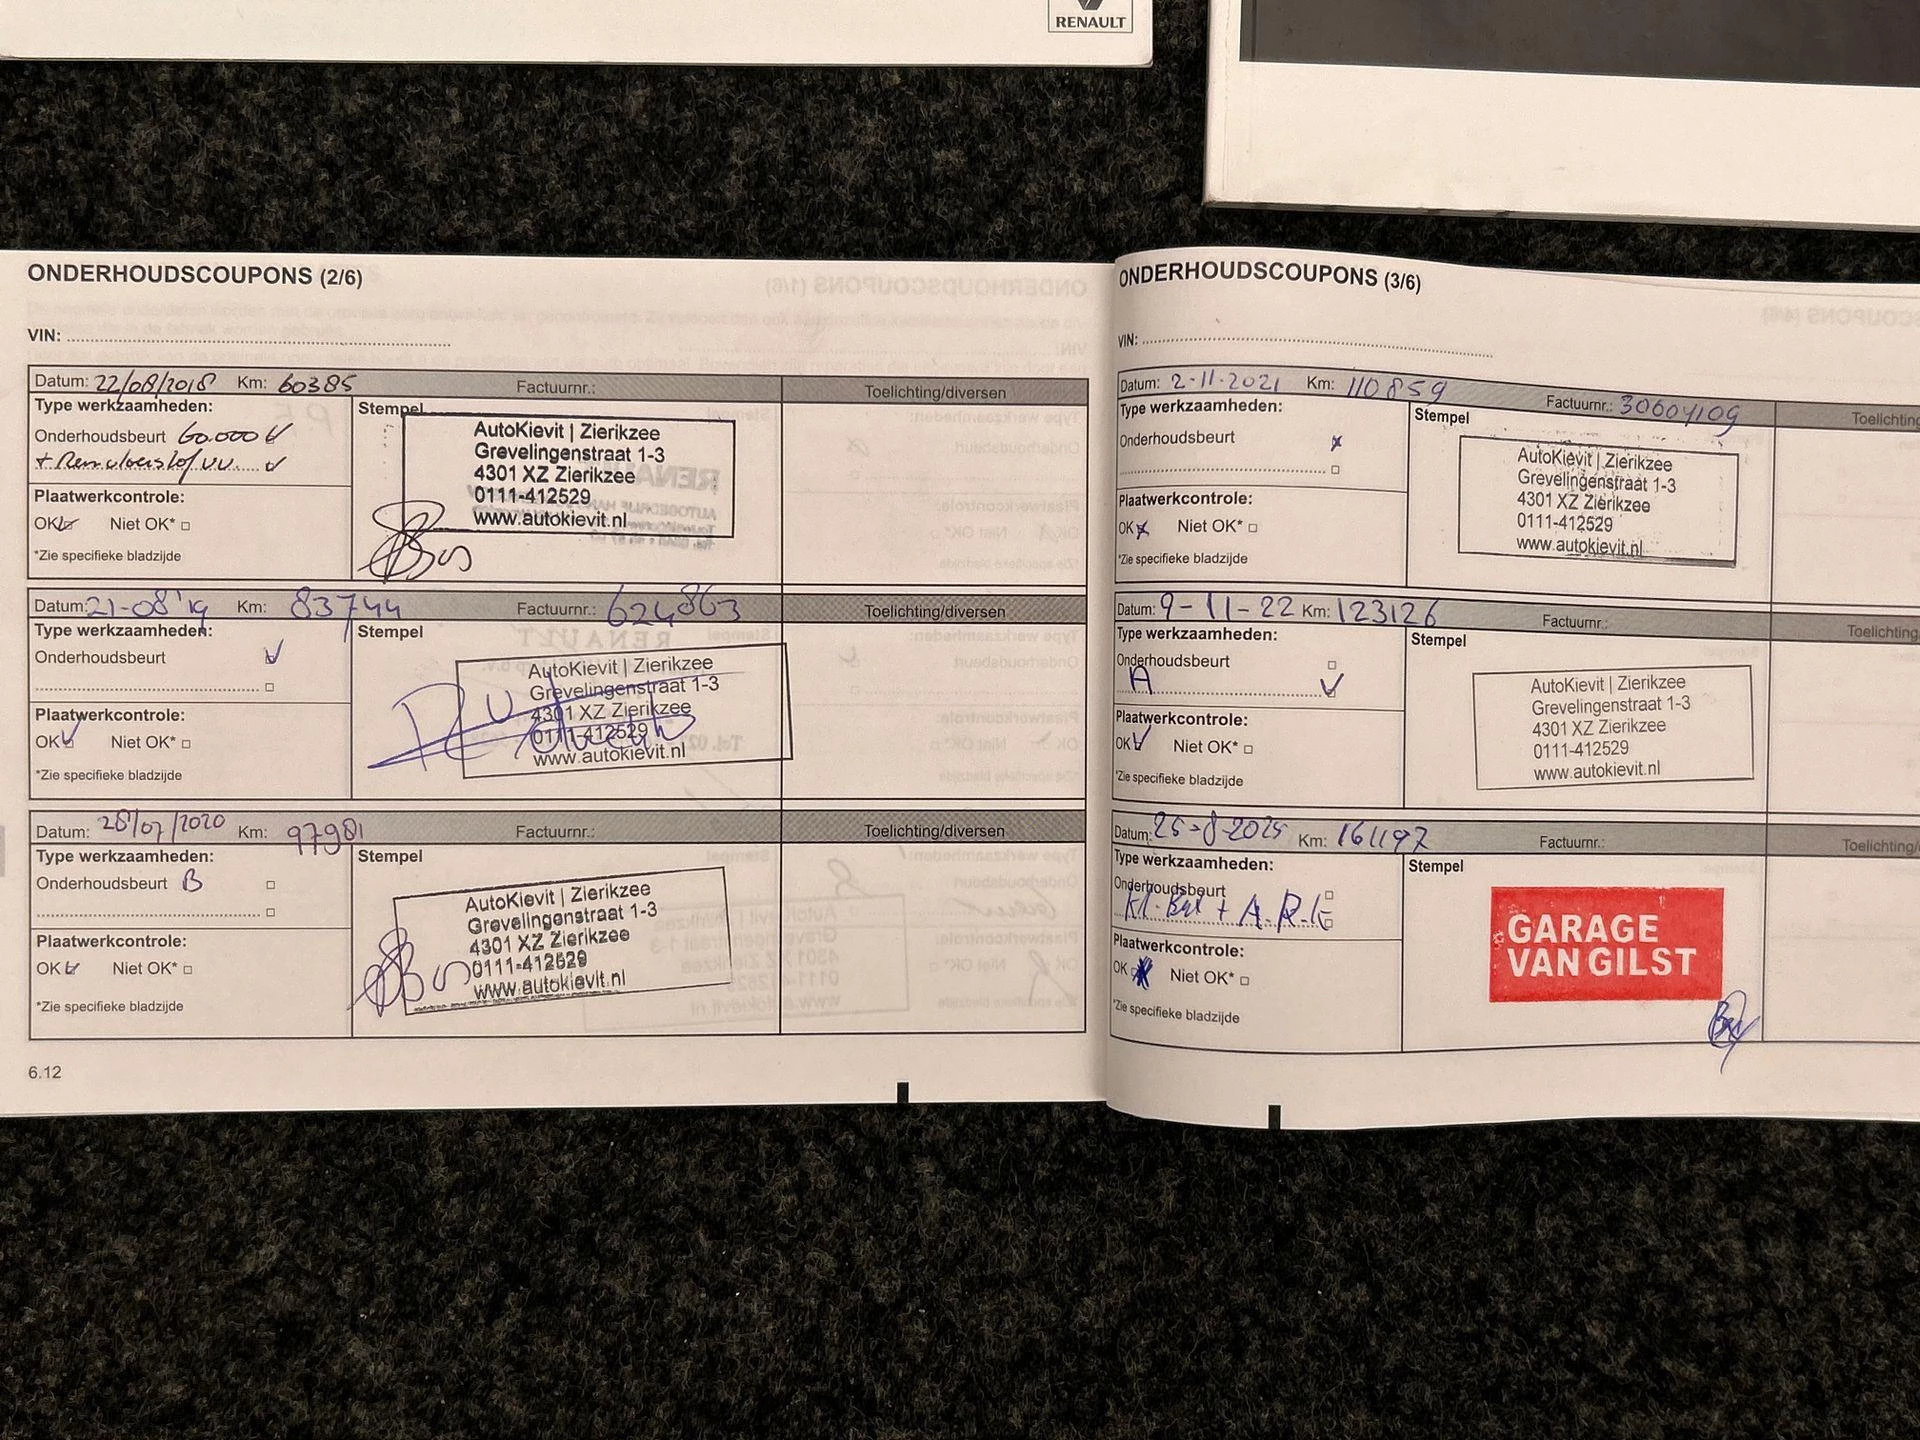 RENAULT
ONDERHOUDSCOUPONS (2/6)
VIN:
Datum: 22/08/2018 Km: 60385 Factuurnr.: Toelichting/diversen
Type werkzaamheden:
Stempel
Onderhoudsbeurt 60.000
+ Remvloeistof vv.
Plaatwerkcontrole:
OK Niet OK*
*Zie specifieke bladzijde
AutoKievit | Zierikzee
Grevelingenstraat 1-3
4301 XZ Zierikzee
0111-412529
www.autokievit.nl
Datum: 21-08'19 Km: 83744 Factuurnr.: 624863 Toelichting/diversen
Type werkzaamheden:
Stempel
Onderhoudsbeurt
Plaatwerkcontrole:
OK Niet OK*
*Zie specifieke bladzijde
AutoKievit | Zierikzee
Grevelingenstraat 1-3
4301 XZ Zierikzee
0111-412529
www.autokievit.nl
Datum: 28/07/2020 Km: 97981 Factuurnr.: Toelichting/diversen
Type werkzaamheden:
Stempel
Onderhoudsbeurt B
Plaatwerkcontrole:
OK Niet OK*
*Zie specifieke bladzijde
AutoKievit | Zierikzee
Grevelingenstraat 1-3
4301 XZ Zierikzee
0111-412529
www.autokievit.nl
6.12
ONDERHOUDSCOUPONS (3/6)
VIN:
Datum: 2-11-2021 Km: 110859 Factuurnr.: 30604109 Toelichting
Type werkzaamheden:
Stempel
Onderhoudsbeurt
Plaatwerkcontrole:
OK Niet OK*
*Zie specifieke bladzijde
AutoKievit | Zierikzee
Grevelingenstraat 1-3
4301 XZ Zierikzee
0111-412529
www.autokievit.nl
Datum: 9-11-22 Km: 123126 Factuurnr.: Toelichting
Type werkzaamheden:
Stempel
Onderhoudsbeurt
A
Plaatwerkcontrole:
OK Niet OK*
*Zie specifieke bladzijde
AutoKievit | Zierikzee
Grevelingenstraat 1-3
4301 XZ Zierikzee
0111-412529
www.autokievit.nl
Datum: 25-8-2025 Km: 161197 Factuurnr.: Toelichting/
Type werkzaamheden:
Stempel
Onderhoudsbeurt
Kl. Bet + A.P.K
Plaatwerkcontrole:
OK Niet OK*
*Zie specifieke bladzijde
GARAGE
VAN GILST